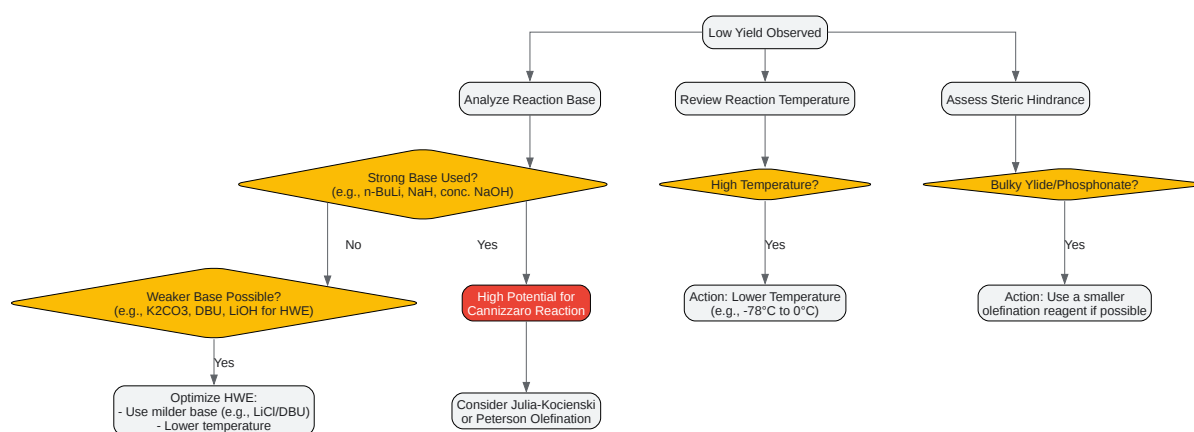 Low Yield Observed
Analyze Reaction Base
Review Reaction Temperature
Assess Steric Hindrance
Strong Base Used?
(e.g., n-BuLi, NaH, conc. NaOH)
High Temperature?
Bulky Ylide/Phosphonate?
No
Yes
Yes
Yes
Weaker Base Possible?
(e.g., K2CO3, DBU, LiOH for HWE)
High Potential for
Cannizzaro Reaction
Action: Lower Temperature
(e.g., -78°C to 0°C)
Action: Use a smaller
olefination reagent if possible
Yes
Optimize HWE:
- Use milder base (e.g., LiCl/DBU)
- Lower temperature
Consider Julia-Kocienski
or Peterson Olefination